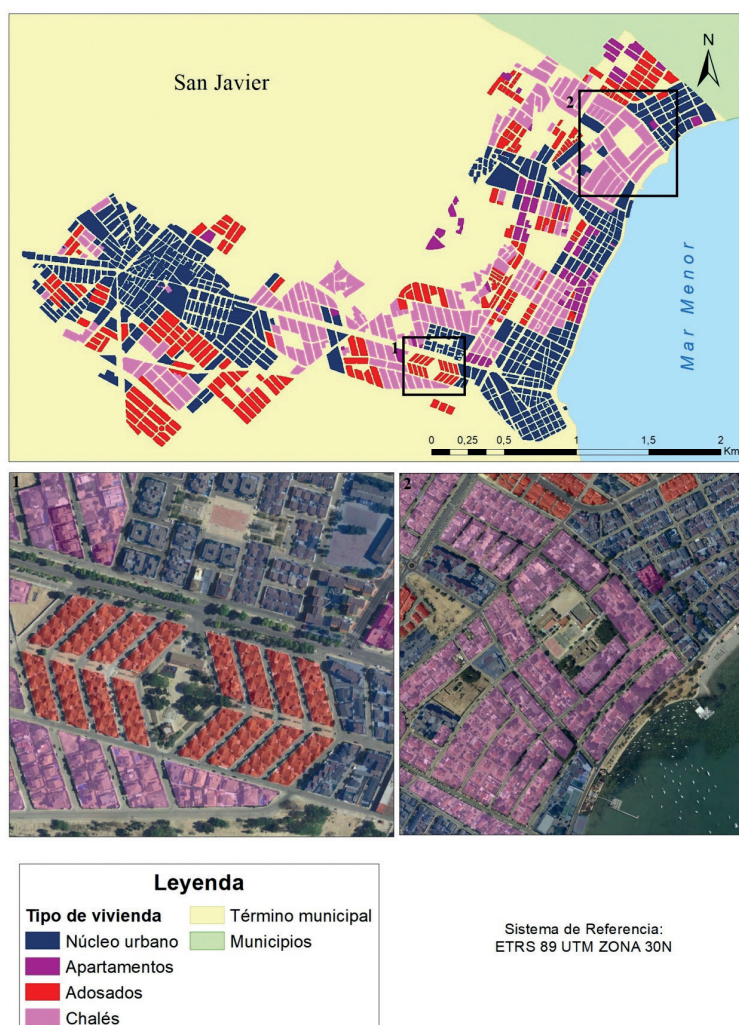 San Javier
N
2
1
Mar Menor
0 0,25 0,5 1 1,5 2
Km
1
2
Leyenda
Tipo de vivienda
Núcleo urbano
Apartamentos
Adosados
Chalés
Término municipal
Municipios
Sistema de Referencia:
ETRS 89 UTM ZONA 30N